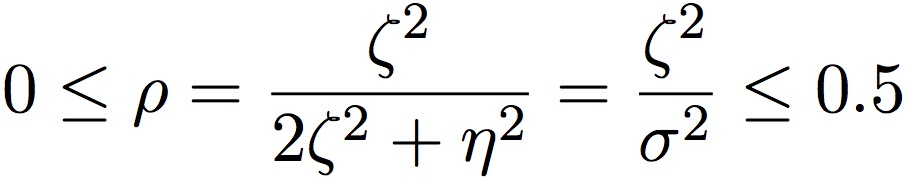 0 ≤ ρ = ζ² / (2ζ² + η²) = ζ² / σ² ≤ 0.5